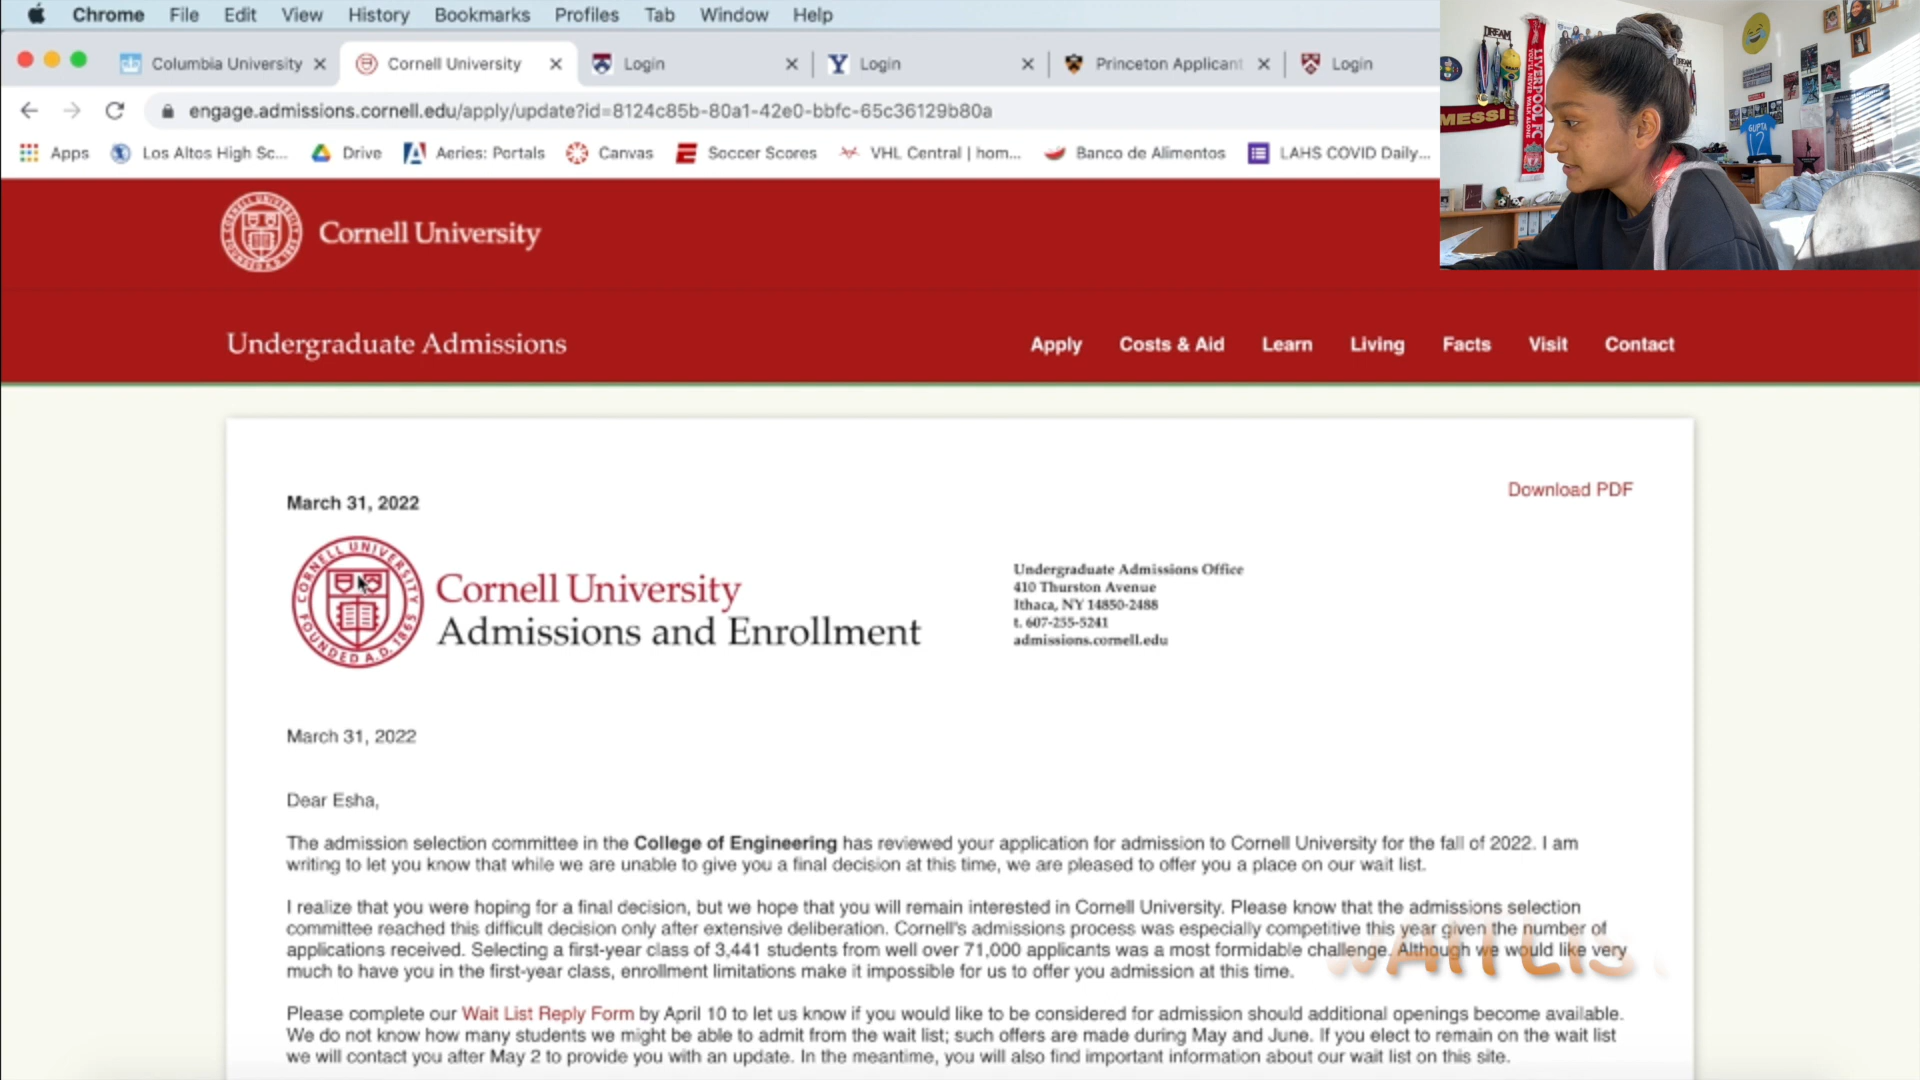 Chrome File Edit View History Bookmarks Profiles Tab Window Help
Columbia University Cornell University Login Login Princeton Applicant Login
engage.admissions.cornell.edu/apply/update?id=8124c85b-80a1-42e0-bbfc-65c36129b80a
Apps Los Altos High Sc... Drive Aeries: Portals Canvas Soccer Scores VHL Central | hom... Banco de Alimentos LAHS COVID Daily...
DREAM
LIVERPOOL FC
YOU'LL NEVER WALK ALONE
MESSI
GUPTA
12
Cornell University
Undergraduate Admissions
Apply Costs & Aid Learn Living Facts Visit Contact
Download PDF
March 31, 2022
CORNELL UNIVERSITY
FOUNDED A.D. 1865
Cornell University
Admissions and Enrollment
Undergraduate Admissions Office
410 Thurston Avenue
Ithaca, NY 14850-2488
t. 607-255-5241
admissions.cornell.edu
March 31, 2022
Dear Esha,
The admission selection committee in the College of Engineering has reviewed your application for admission to Cornell University for the fall of 2022. I am
writing to let you know that while we are unable to give you a final decision at this time, we are pleased to offer you a place on our wait list.
I realize that you were hoping for a final decision, but we hope that you will remain interested in Cornell University. Please know that the admissions selection
committee reached this difficult decision only after extensive deliberation. Cornell's admissions process was especially competitive this year given the number of
applications received. Selecting a first-year class of 3,441 students from well over 71,000 applicants was a most formidable challenge. Although we would like very
much to have you in the first-year class, enrollment limitations make it impossible for us to offer you admission at this time.
WAITLIS
Please complete our Wait List Reply Form by April 10 to let us know if you would like to be considered for admission should additional openings become available.
We do not know how many students we might be able to admit from the wait list; such offers are made during May and June. If you elect to remain on the wait list
we will contact you after May 2 to provide you with an update. In the meantime, you will also find important information about our wait list on this site.